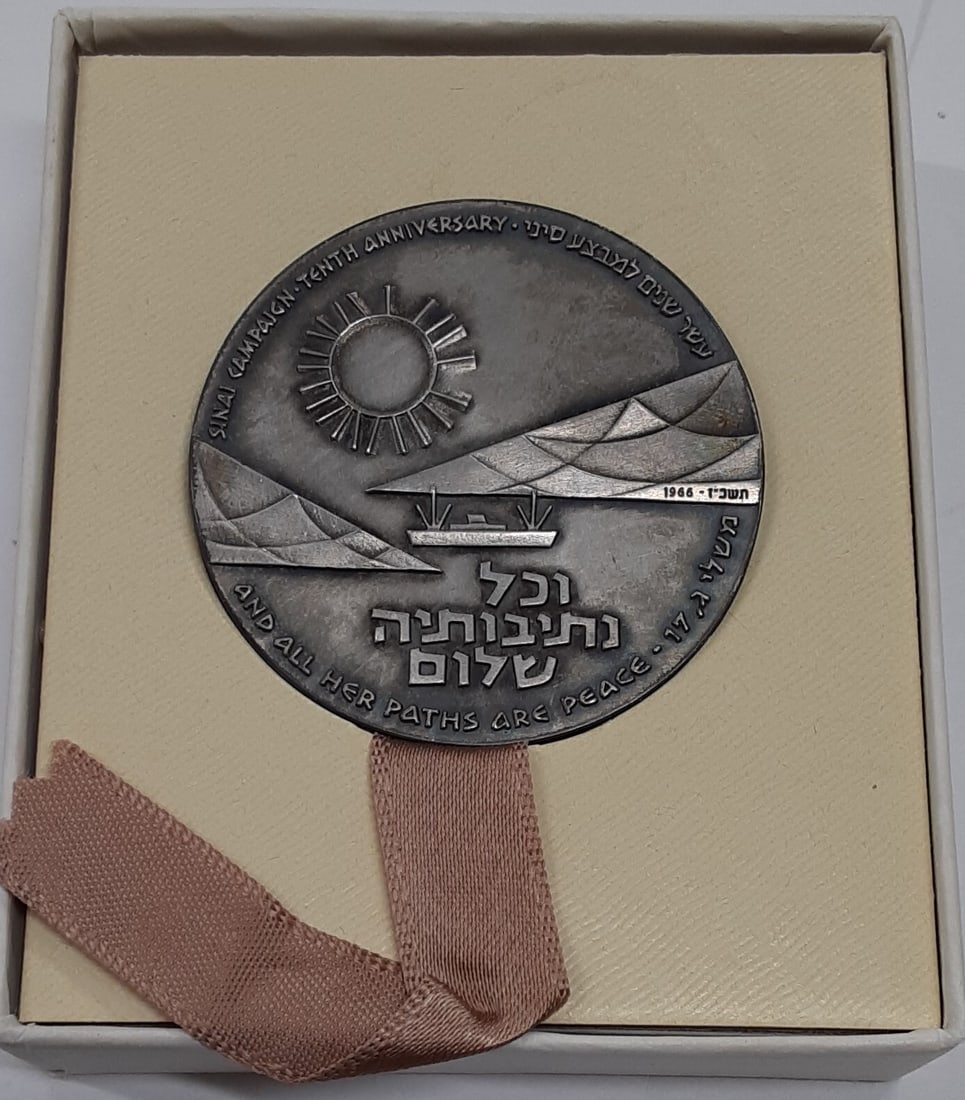 SINAI CAMPAIGN · TENTH ANNIVERSARY · עשר שנים למבצע סיני
1966 - תשכ"ז
וכל
נתיבותיה
שלום
AND ALL HER PATHS ARE PEACE · משלי ג, 17